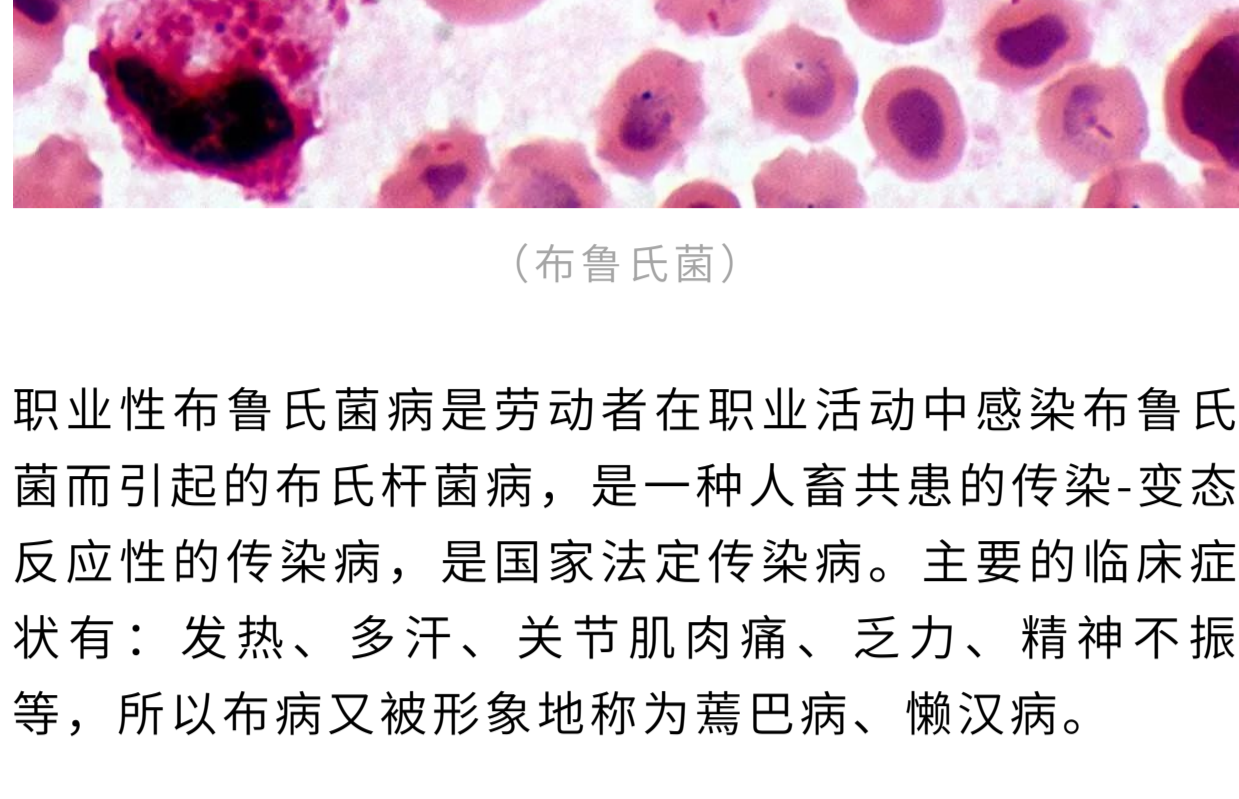 （布鲁氏菌）
职业性布鲁氏菌病是劳动者在职业活动中感染布鲁氏
菌而引起的布氏杆菌病，是一种人畜共患的传染-变态
反应性的传染病，是国家法定传染病。主要的临床症
状有：发热、多汗、关节肌肉痛、乏力、精神不振
等，所以布病又被形象地称为蔫巴病、懒汉病。